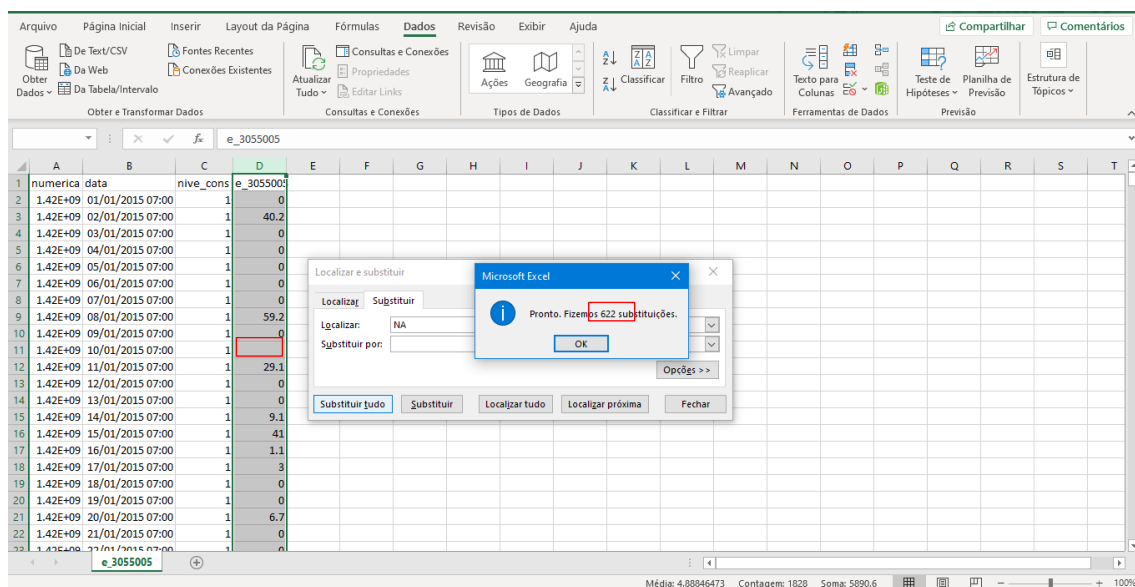 Arquivo Página Inicial Inserir Layout da Página Fórmulas Dados Revisão Exibir Ajuda Compartilhar Comentários
Obter Dados
De Text/CSV
Da Web
Da Tabela/Intervalo
Fontes Recentes
Conexões Existentes
Obter e Transformar Dados
Atualizar Tudo
Consultas e Conexões
Propriedades
Editar Links
Consultas e Conexões
Ações Geografia
Tipos de Dados
Classificar
Filtro
Limpar
Reaplicar
Avançado
Classificar e Filtrar
Texto para Colunas
Ferramentas de Dados
Teste de Hipóteses
Planilha de Previsão
Previsão
Estrutura de Tópicos
fx e_3055005
A B C D E F G H I J K L M N O P Q R S T
1 numerica data nive_cons e_3055005
2 1.42E+09 01/01/2015 07:00 1 0
3 1.42E+09 02/01/2015 07:00 1 40.2
4 1.42E+09 03/01/2015 07:00 1 0
5 1.42E+09 04/01/2015 07:00 1 0
6 1.42E+09 05/01/2015 07:00 1 0
7 1.42E+09 06/01/2015 07:00 1 0
8 1.42E+09 07/01/2015 07:00 1 0
9 1.42E+09 08/01/2015 07:00 1 59.2
10 1.42E+09 09/01/2015 07:00 1 0
11 1.42E+09 10/01/2015 07:00 1
12 1.42E+09 11/01/2015 07:00 1 29.1
13 1.42E+09 12/01/2015 07:00 1 0
14 1.42E+09 13/01/2015 07:00 1 0
15 1.42E+09 14/01/2015 07:00 1 9.1
16 1.42E+09 15/01/2015 07:00 1 41
17 1.42E+09 16/01/2015 07:00 1 1.1
18 1.42E+09 17/01/2015 07:00 1 3
19 1.42E+09 18/01/2015 07:00 1 0
20 1.42E+09 19/01/2015 07:00 1 0
21 1.42E+09 20/01/2015 07:00 1 6.7
22 1.42E+09 21/01/2015 07:00 1 0
23 1.42E+09 22/01/2015 07:00 1 0
Localizar e substituir
Localizar Substituir
Localizar: NA
Substituir por:
Opções >>
Substituir tudo Substituir Localizar tudo Localizar próxima Fechar
Microsoft Excel
Pronto. Fizemos 622 substituições.
OK
e_3055005
Média: 4.88846473 Contagem: 1828 Soma: 5890.6 100%